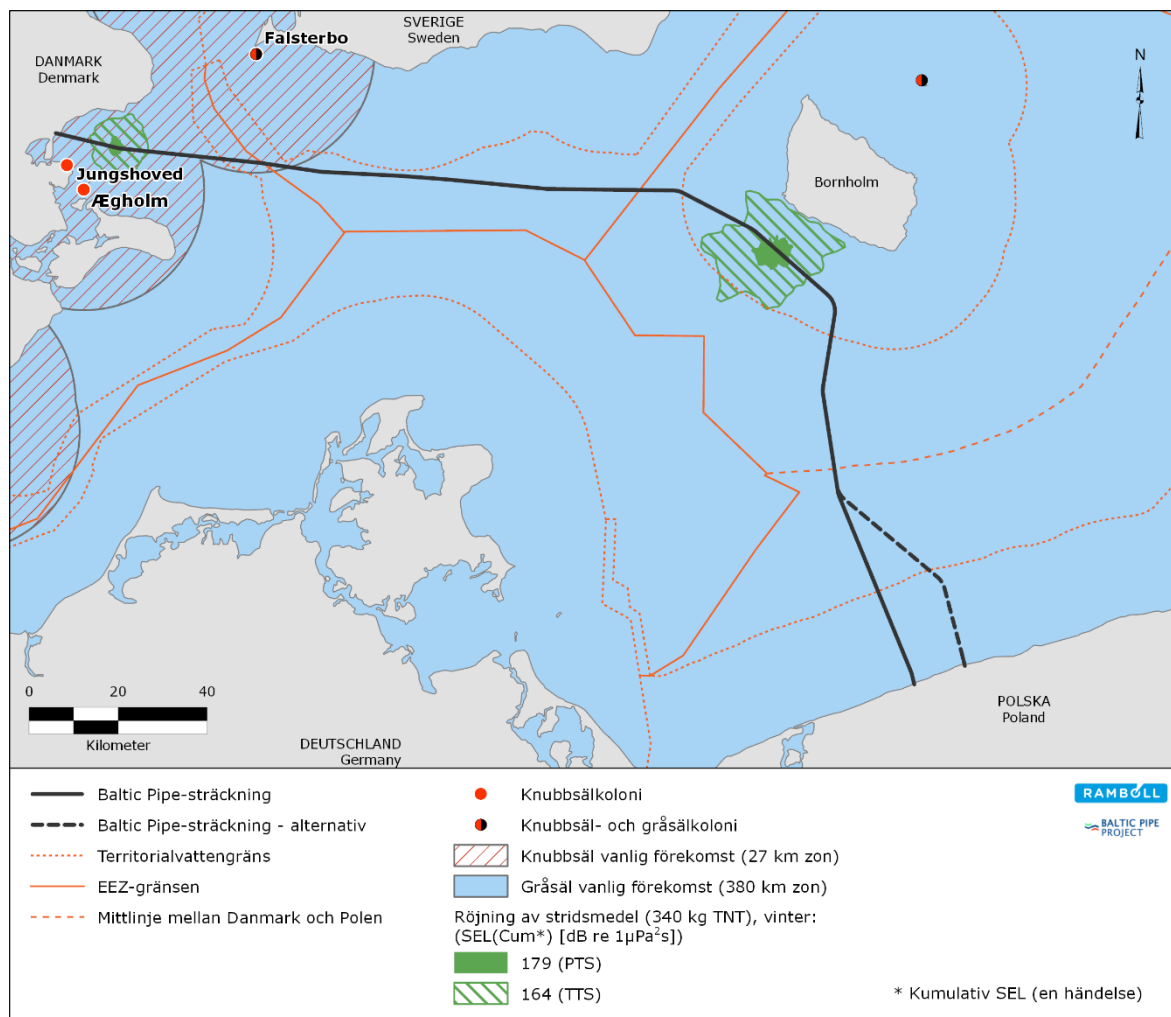 SVERIGE
Sweden
Falsterbo
DANMARK
Denmark
N
Jungshoved
Ægholm
Bornholm
0 20 40
Kilometer
DEUTSCHLAND
Germany
POLSKA
Poland
Baltic Pipe-sträckning
Baltic Pipe-sträckning - alternativ
Territorialvattengräns
EEZ-gränsen
Mittlinje mellan Danmark och Polen
Knubbsälkoloni
Knubbsäl- och gråsälkoloni
Knubbsäl vanlig förekomst (27 km zon)
Gråsäl vanlig förekomst (380 km zon)
Röjning av stridsmedel (340 kg TNT), vinter:
(SEL(Cum*) [dB re 1µPa²s])
179 (PTS)
164 (TTS)
RAMBOLL
BALTIC PIPE
PROJECT
* Kumulativ SEL (en händelse)